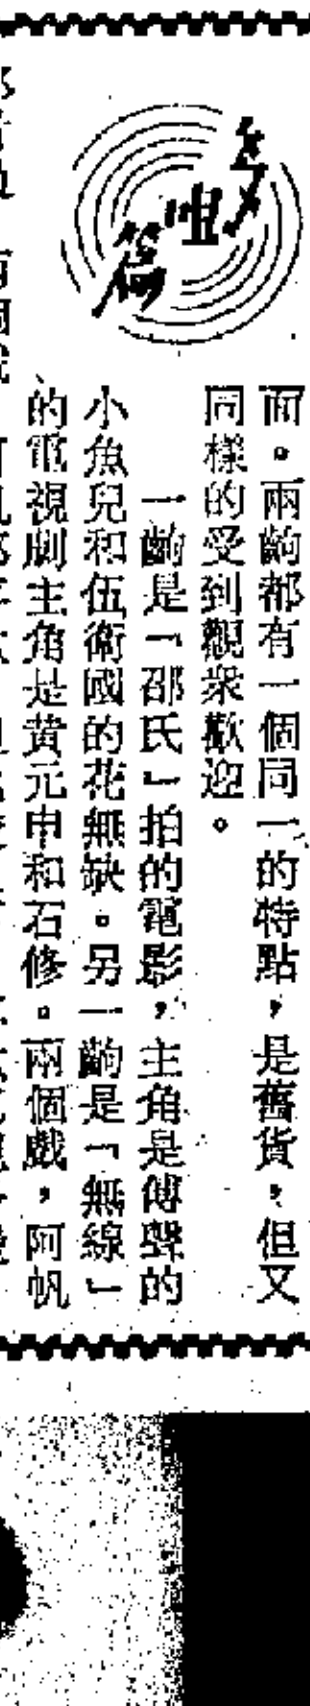 面。兩齣都有一個同一的特點，是舊貨，但又
同樣的受到觀衆歡迎。
一齣是「邵氏」拍的電影，主角是傅聲的
小魚兒和伍衛國的花無缺。另一齣是「無線」
的電視劇主角是黄元申和石修。兩個戲，阿帆